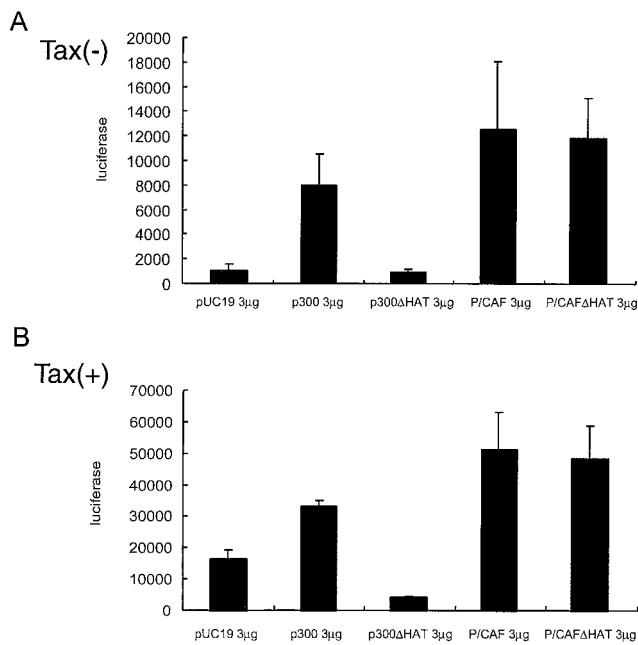 A
Tax(-)
luciferase
20000
18000
16000
14000
12000
10000
8000
6000
4000
2000
0
pUC19 3µg
p300 3µg
p300ΔHAT 3µg
P/CAF 3µg
P/CAFΔHAT 3µg
B
Tax(+)
luciferase
70000
60000
50000
40000
30000
20000
10000
0
pUC19 3µg
p300 3µg
p300ΔHAT 3µg
P/CAF 3µg
P/CAFΔHAT 3µg